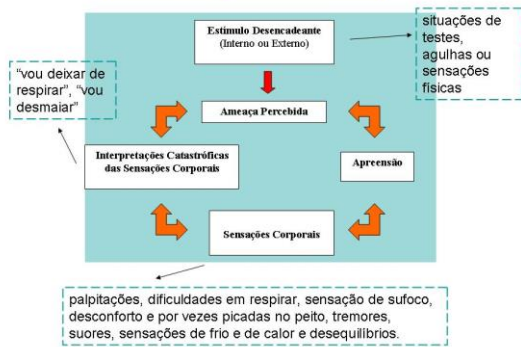 Estímulo Desencadeante
(Interno ou Externo)
situações de
testes,
agulhas ou
sensações
físicas
“vou deixar de
respirar”, “vou
desmaiar”
Ameaça Percebida
Interpretações Catastróficas
das Sensações Corporais
Apreensão
Sensações Corporais
palpitações, dificuldades em respirar, sensação de sufoco,
desconforto e por vezes picadas no peito, tremores,
suores, sensações de frio e de calor e desequilíbrios.